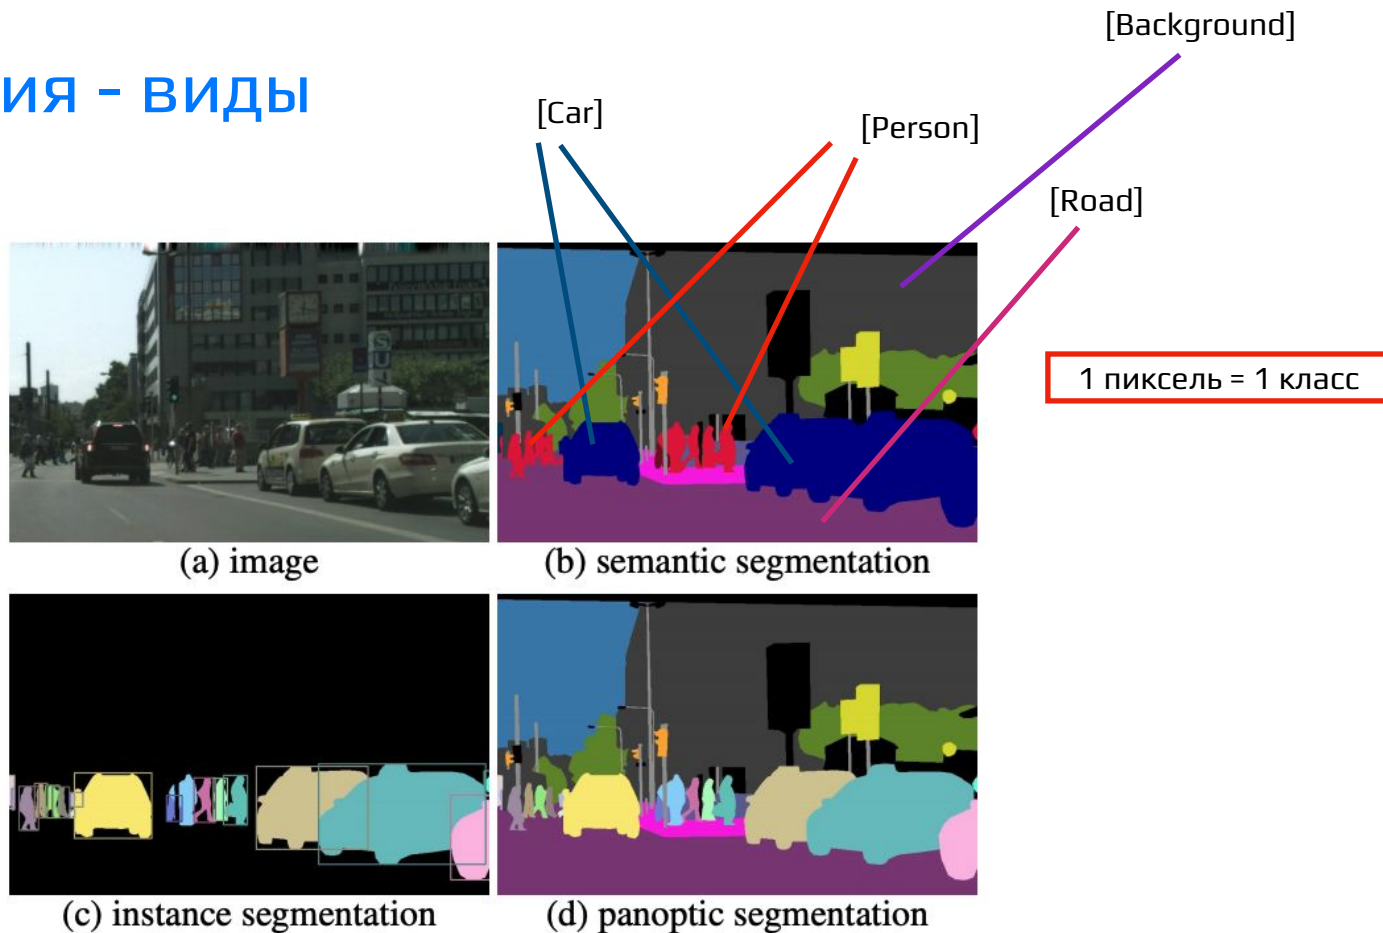 [Background]
ия - виды
[Car]
[Person]
[Road]
S
U
1 пиксель = 1 класс
(a) image
(b) semantic segmentation
(c) instance segmentation
(d) panoptic segmentation